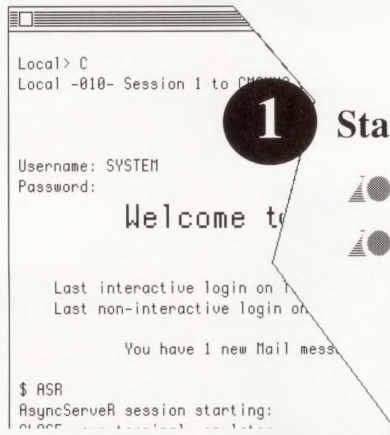 Local> C
Local -010- Session 1 to
1
Sta
Username: SYSTEM
Password:
Welcome to
Last interactive login on
Last non-interactive login on
You have 1 new Mail mess
$ ASR
AsyncServeR session starting: